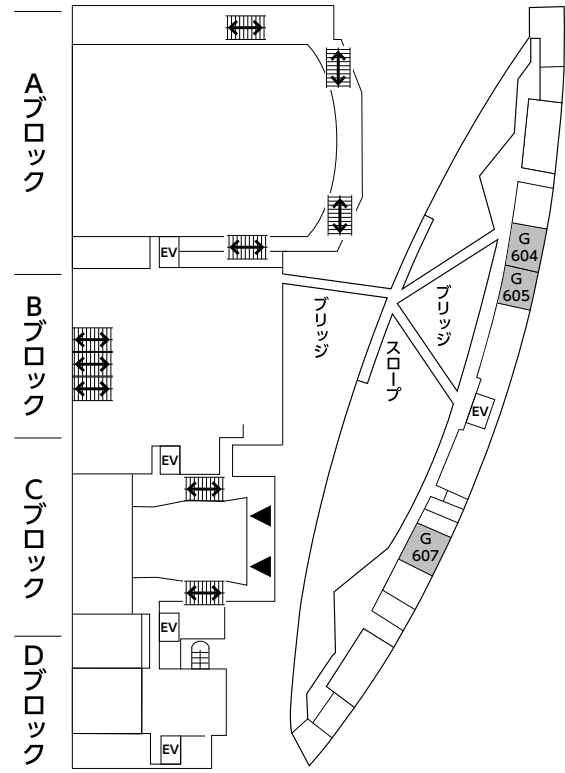 Aブロック
Bブロック
Cブロック
Dブロック
EV
EV
EV
EV
ブリッジ
ブリッジ
スロープ
G
604
G
605
EV
G
607